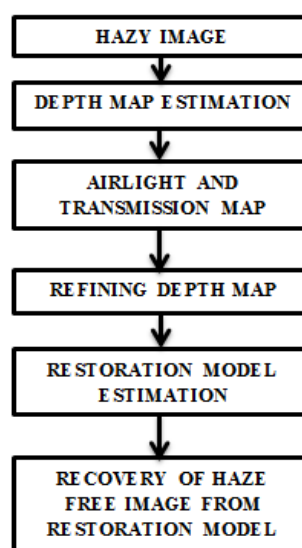 HAZY IMAGE
DEPTH MAP ESTIMATION
AIRLIGHT AND
TRANSMISSION MAP
REFINING DEPTH MAP
RESTORATION MODEL
ESTIMATION
RECOVERY OF HAZE
FREE IMAGE FROM
RESTORATION MODEL